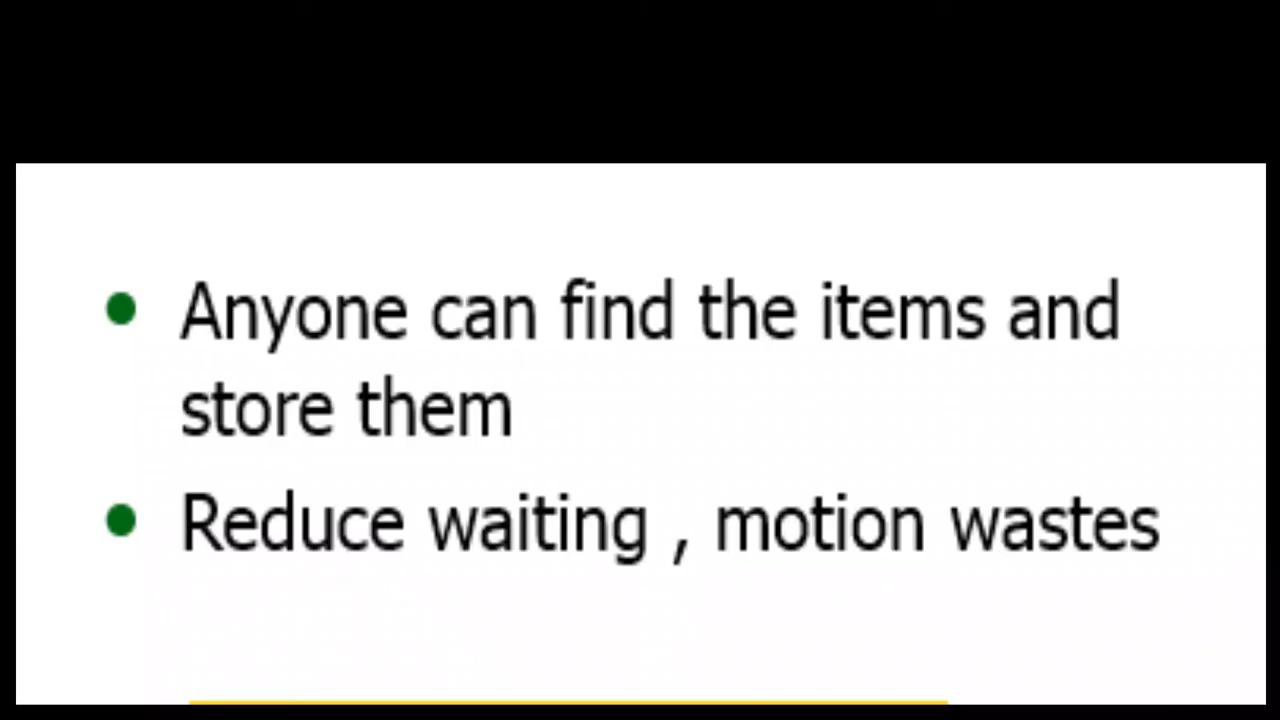 Anyone can find the items and
store them
Reduce waiting , motion wastes